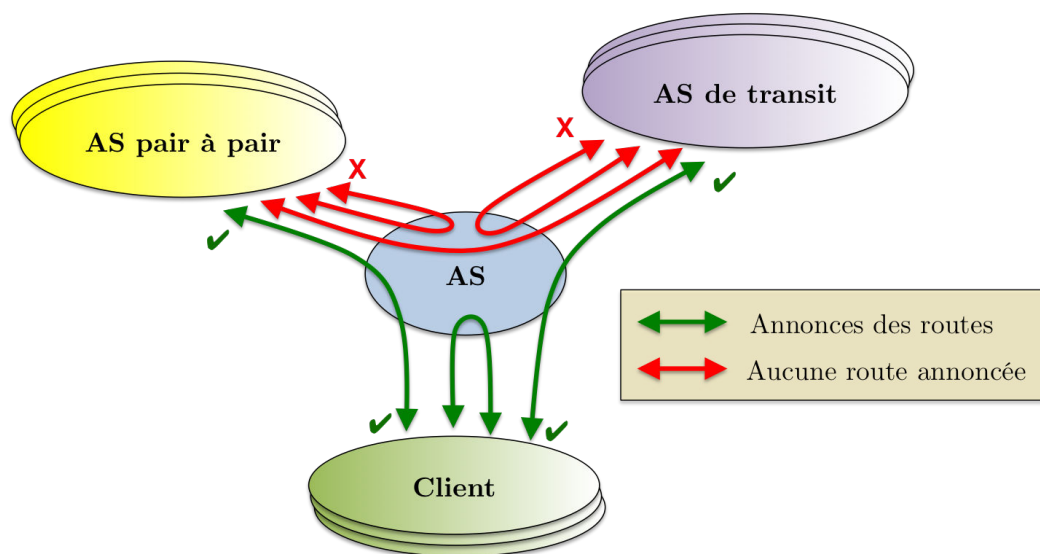 AS de transit
AS pair à pair
X
X
✓
✓
AS
Annonces des routes
Aucune route annoncée
✓
✓
Client